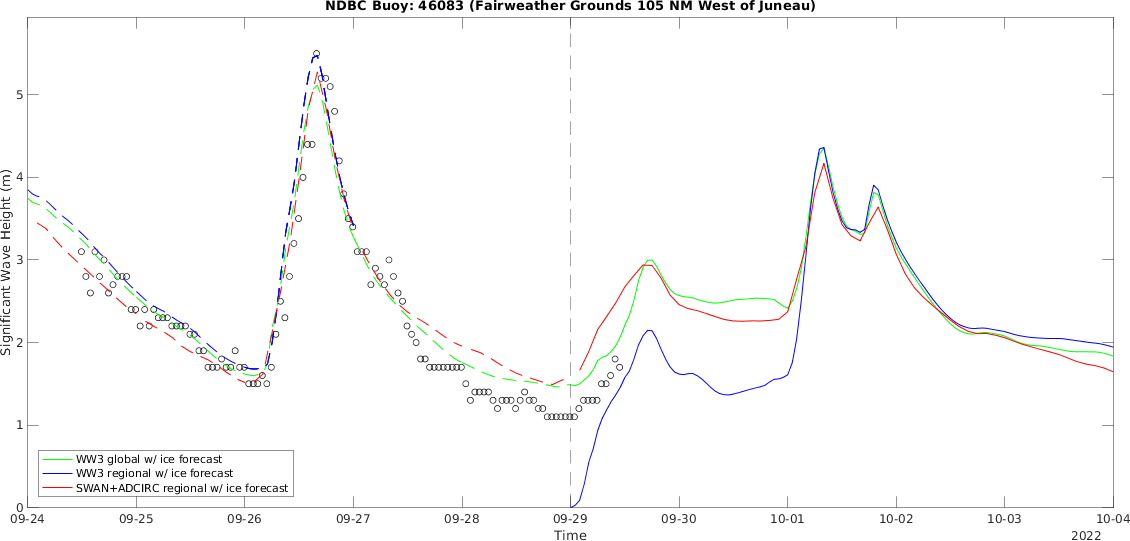 NDBC Buoy: 46083 (Fairweather Grounds 105 NM West of Juneau)
Significant Wave Height (m)
5
4
3
2
1
0
WW3 global w/ ice forecast
WW3 regional w/ ice forecast
SWAN+ADCIRC regional w/ ice forecast
09-24 09-25 09-26 09-27 09-28 09-29 09-30 10-01 10-02 10-03 10-04
Time
2022